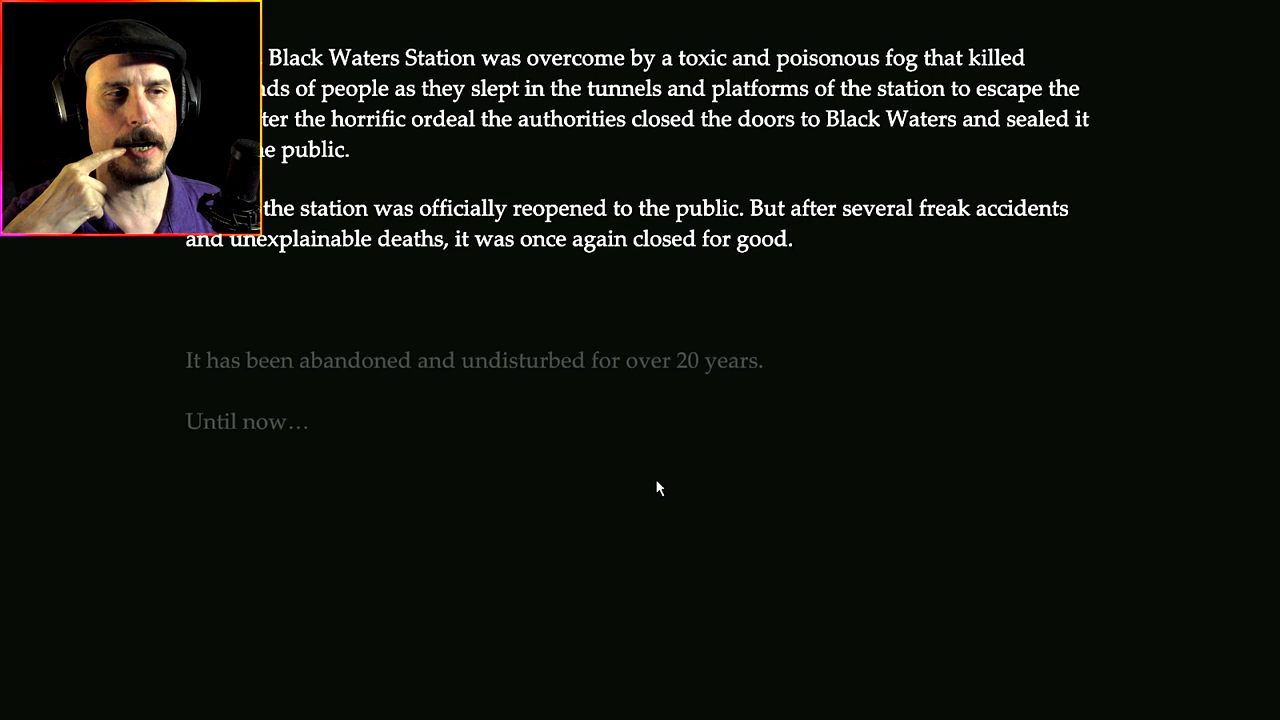 Black Waters Station was overcome by a toxic and poisonous fog that killed
of people as they slept in the tunnels and platforms of the station to escape the
the horrific ordeal the authorities closed the doors to Black Waters and sealed it
public.
the station was officially reopened to the public. But after several freak accidents
and unexplainable deaths, it was once again closed for good.
It has been abandoned and undisturbed for over 20 years.
Until now…